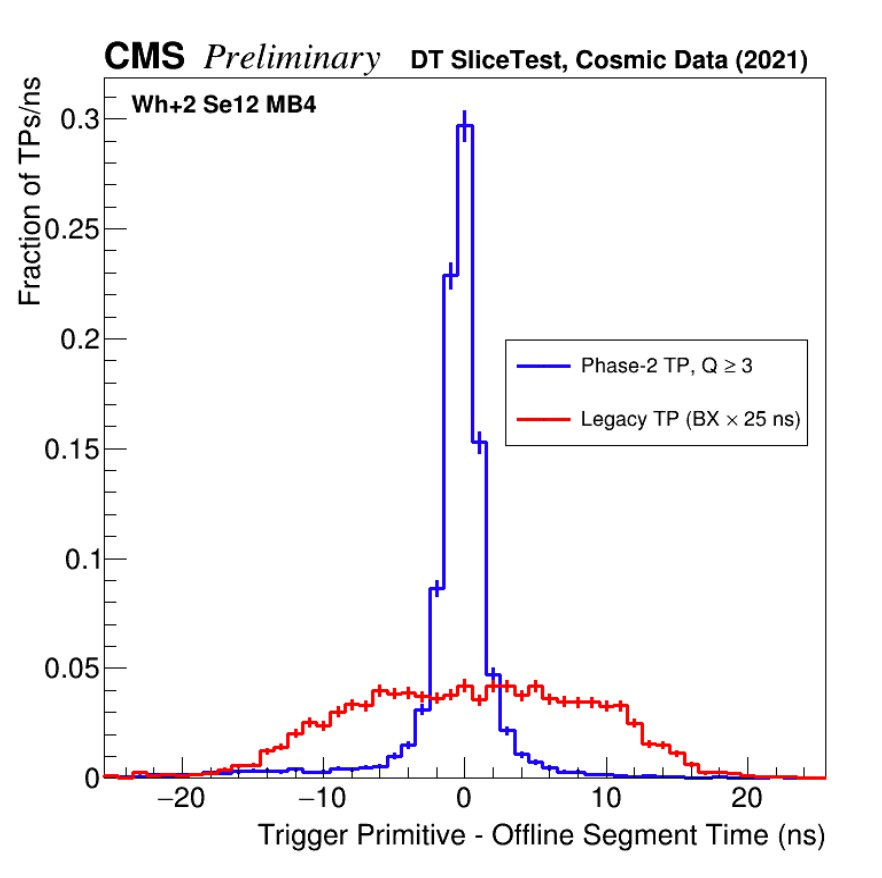 CMS Preliminary DT SliceTest, Cosmic Data (2021)
Wh+2 Se12 MB4
Fraction of TPs/ns
0.3
0.25
0.2
0.15
0.1
0.05
0
Phase-2 TP, Q ≥ 3
Legacy TP (BX × 25 ns)
−20 −10 0 10 20
Trigger Primitive - Offline Segment Time (ns)